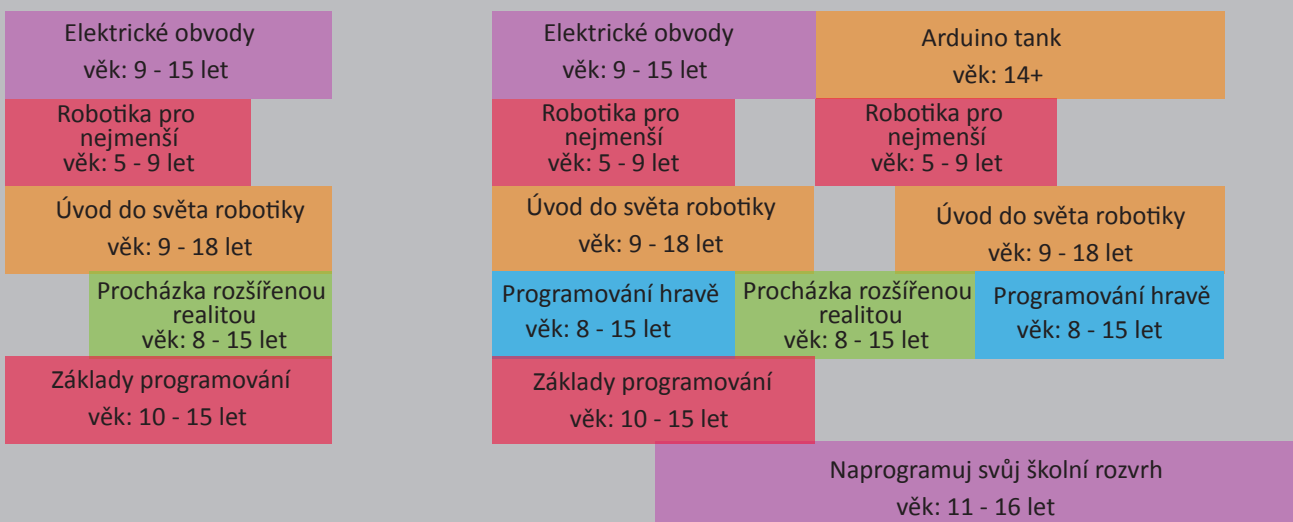 Elektrické obvody
věk: 9 - 15 let
Elektrické obvody
věk: 9 - 15 let
Arduino tank
věk: 14+
Robotika pro
nejmenší
věk: 5 - 9 let
Robotika pro
nejmenší
věk: 5 - 9 let
Robotika pro
nejmenší
věk: 5 - 9 let
Úvod do světa robotiky
věk: 9 - 18 let
Úvod do světa robotiky
věk: 9 - 18 let
Úvod do světa robotiky
věk: 9 - 18 let
Procházka rozšířenou
realitou
věk: 8 - 15 let
Programování hravě
věk: 8 - 15 let
Procházka rozšířenou
realitou
věk: 8 - 15 let
Programování hravě
věk: 8 - 15 let
Základy programování
věk: 10 - 15 let
Základy programování
věk: 10 - 15 let
Naprogramuj svůj školní rozvrh
věk: 11 - 16 let